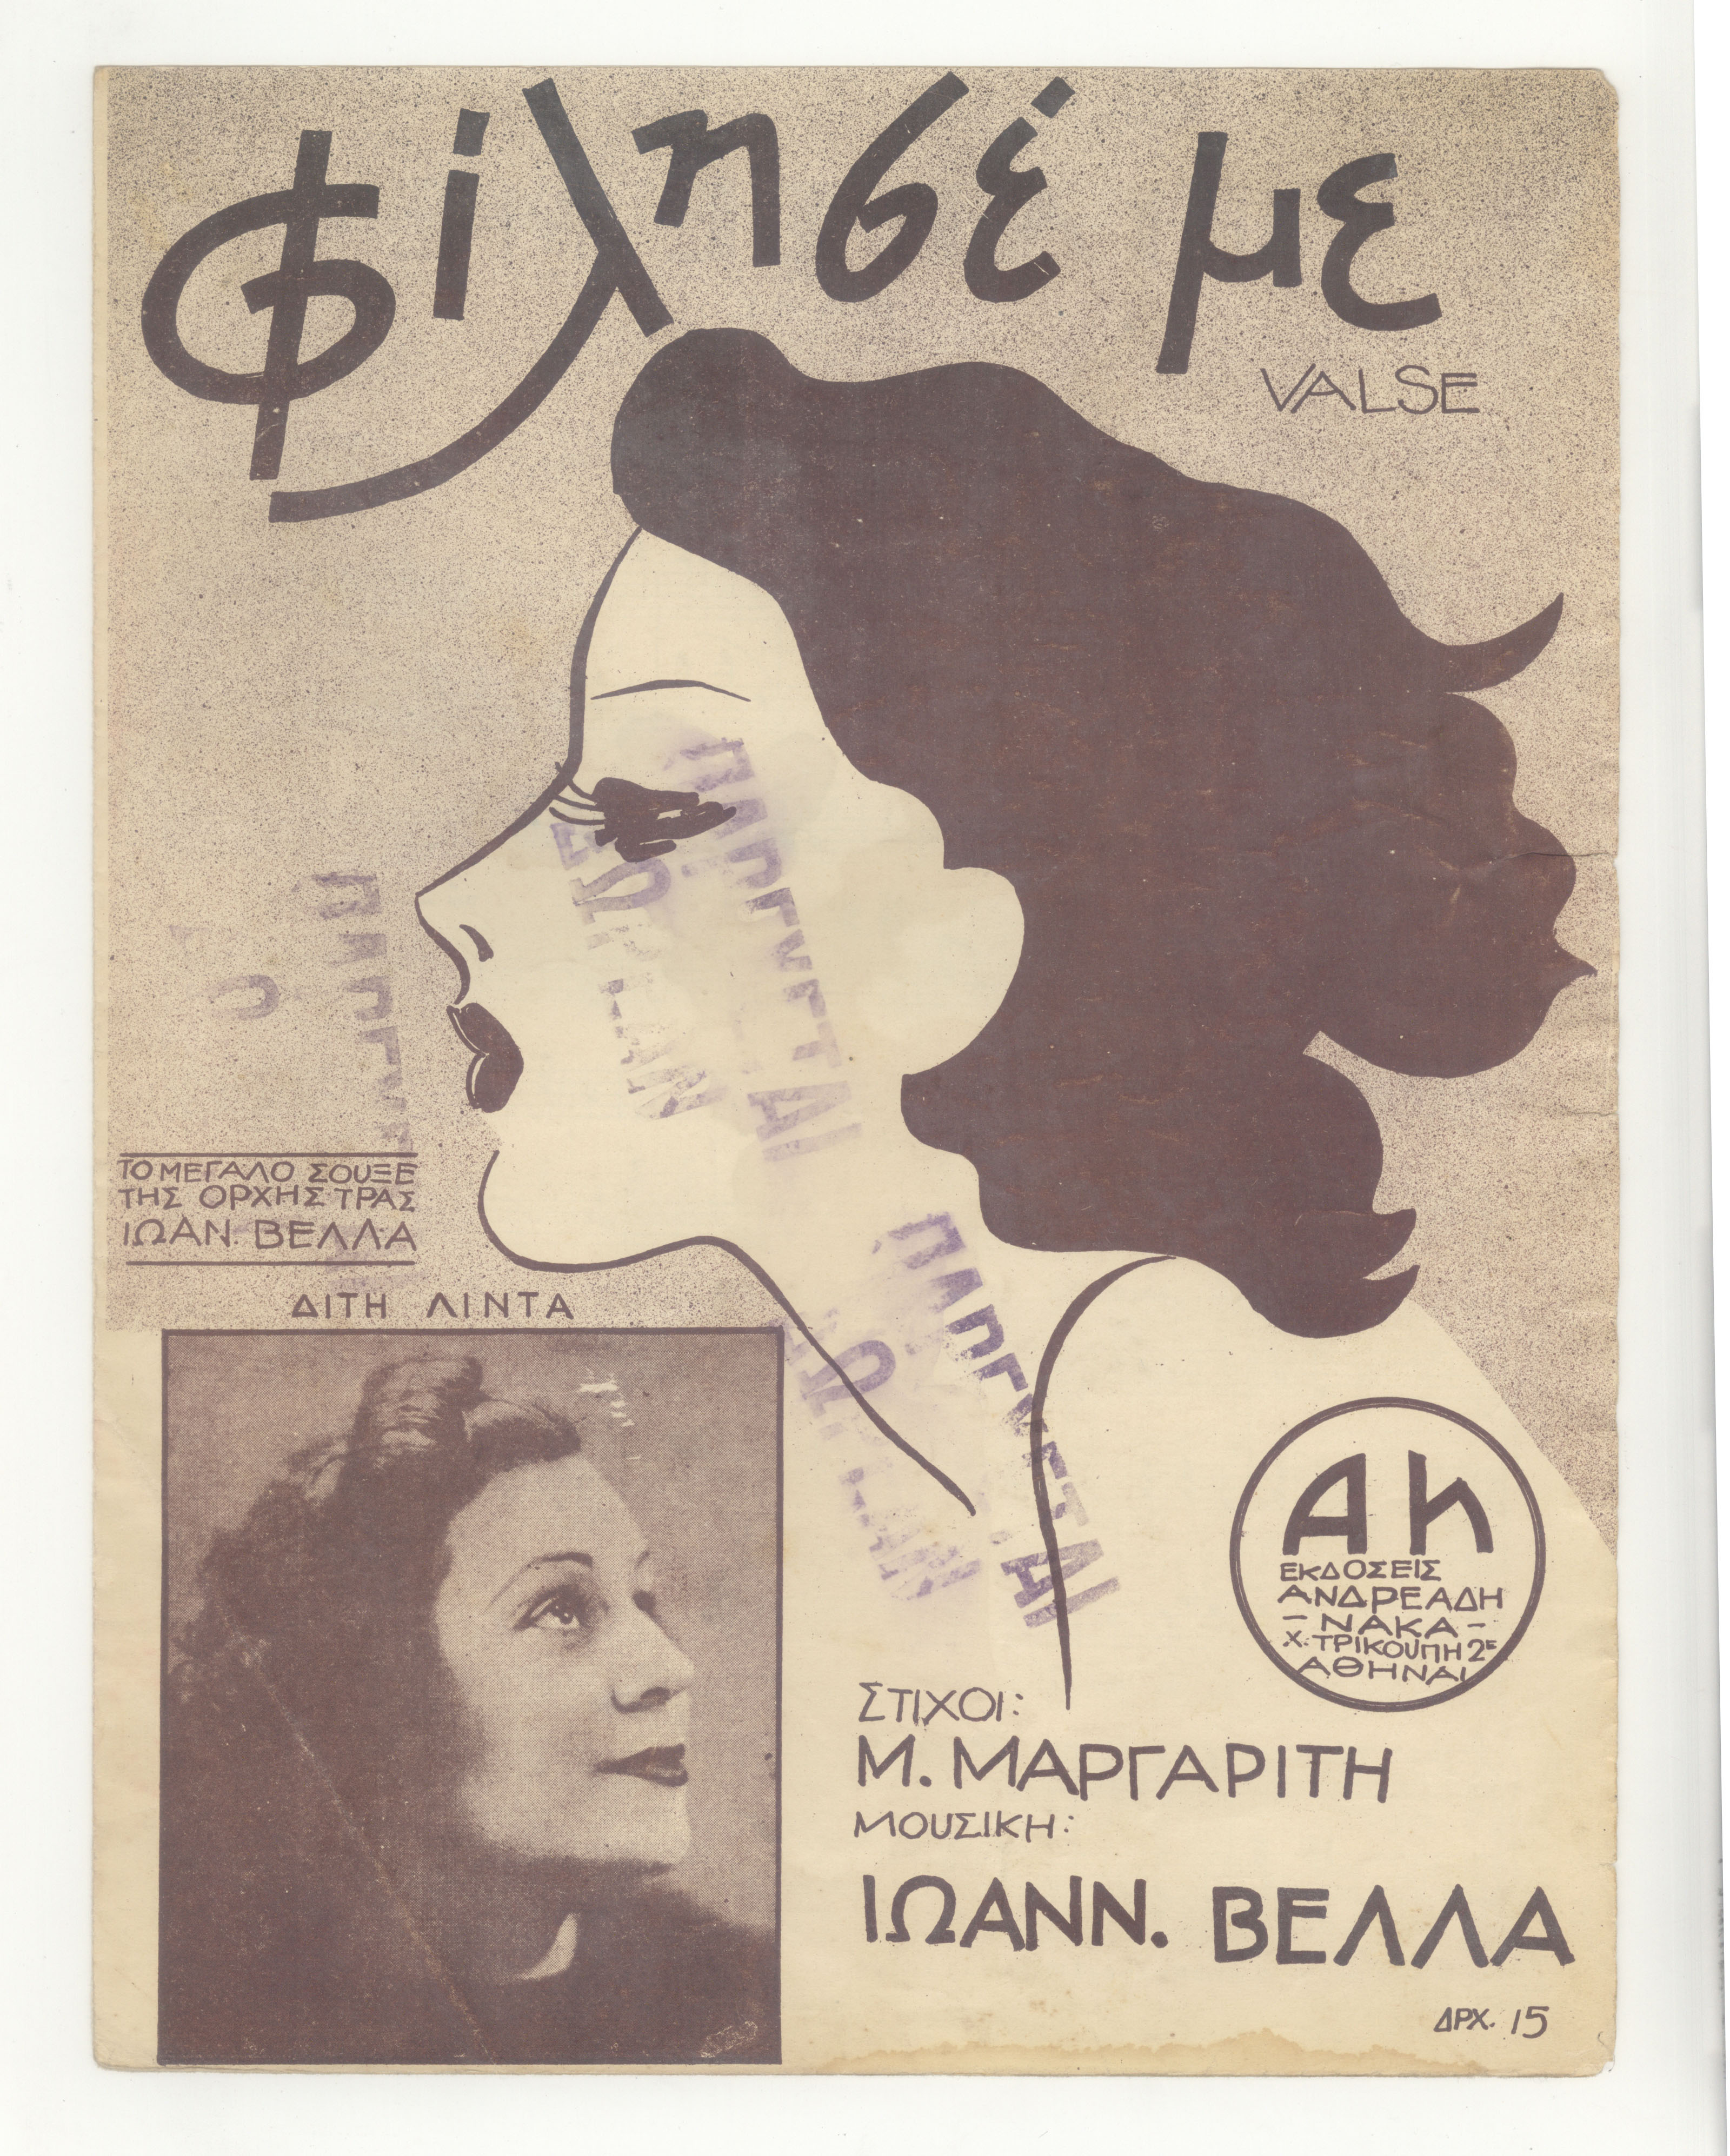 φίλησέ με
VALSE
ΤΟ ΜΕΓΑΛΟ ΣΟΥΞΕ
ΤΗΣ ΟΡΧΗΣΤΡΑΣ
ΙΩΑΝ. ΒΕΛΛΑ
ΔΙΤΗ ΛΙΝΤΑ
ΑΝ
ΕΚΔΟΣΕΙΣ
ΑΝΔΡΕΑΔΗ
– ΝΑΚΑ –
Χ. ΤΡΙΚΟΥΠΗ 2Ε
ΑΘΗΝΑΙ
ΣΤΙΧΟΙ:
Μ. ΜΑΡΓΑΡΙΤΗ
ΜΟΥΣΙΚΗ:
ΙΩΑΝΝ. ΒΕΛΛΑ
ΔΡΧ. 15
ΔΩΡΕΑΝ